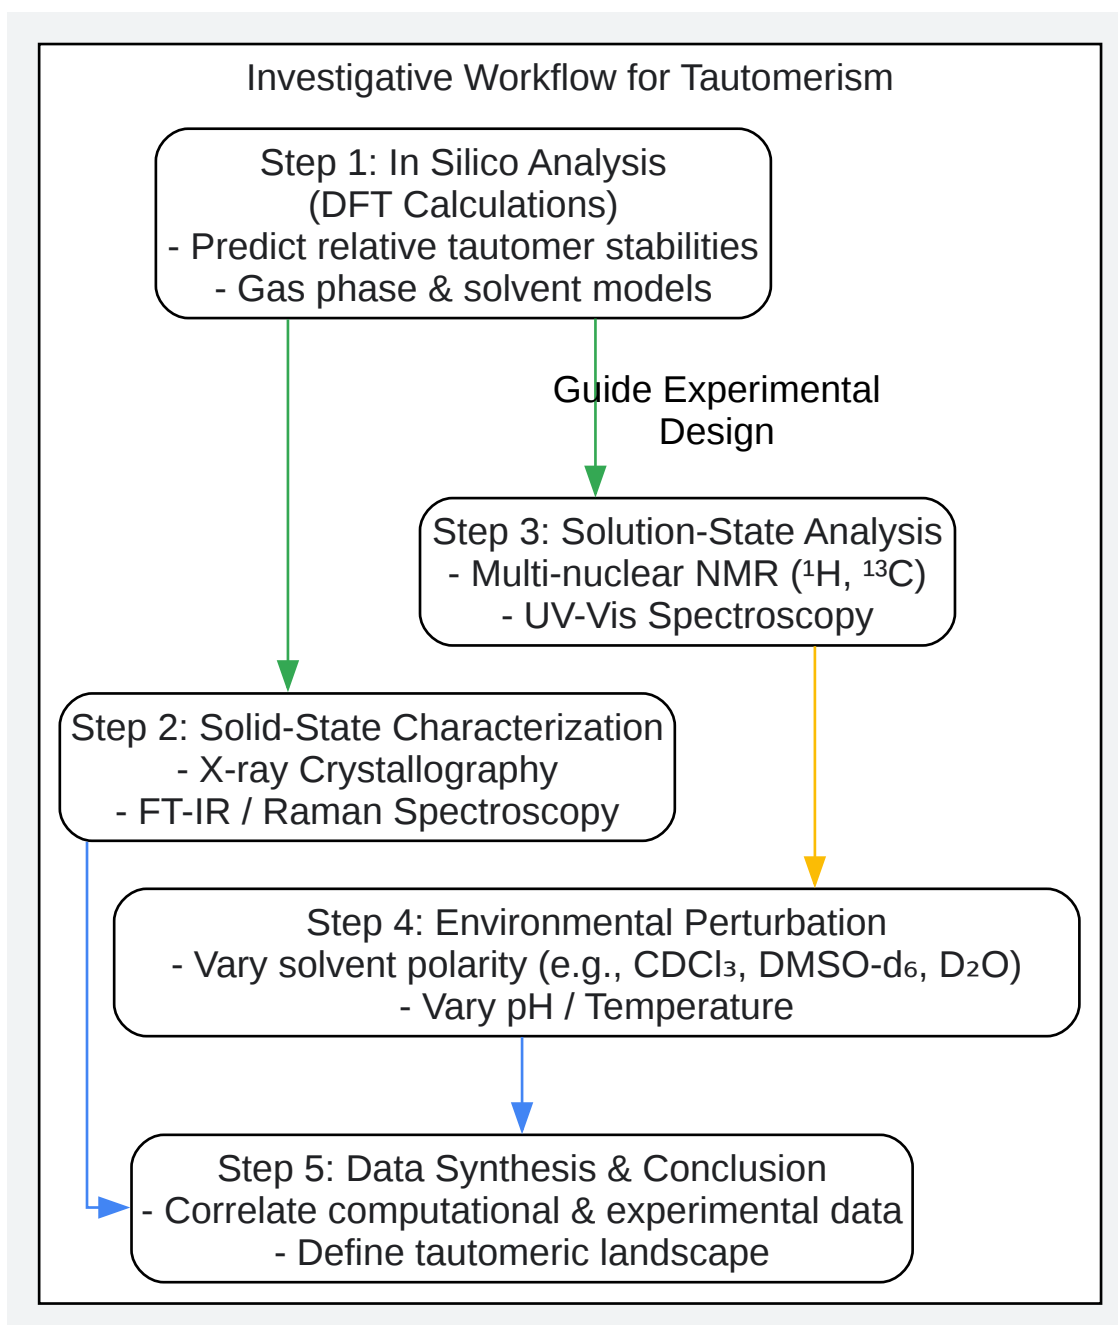 Investigative Workflow for Tautomerism
Step 1: In Silico Analysis
(DFT Calculations)
- Predict relative tautomer stabilities
- Gas phase & solvent models
Guide Experimental
Design
Step 3: Solution-State Analysis
- Multi-nuclear NMR (¹H, ¹³C)
- UV-Vis Spectroscopy
Step 2: Solid-State Characterization
- X-ray Crystallography
- FT-IR / Raman Spectroscopy
Step 4: Environmental Perturbation
- Vary solvent polarity (e.g., CDCl₃, DMSO-d₆, D₂O)
- Vary pH / Temperature
Step 5: Data Synthesis & Conclusion
- Correlate computational & experimental data
- Define tautomeric landscape